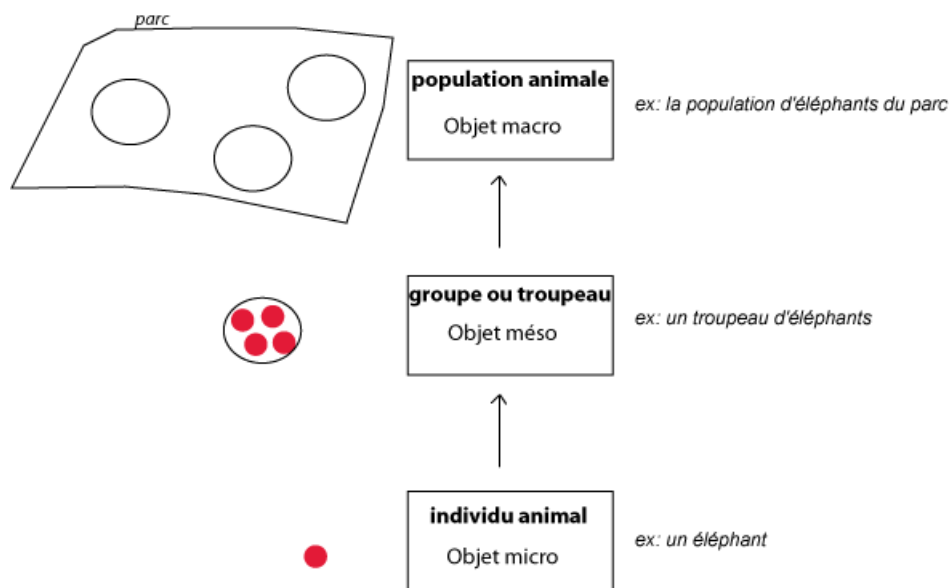 parc
population animale
Objet macro
ex: la population d'éléphants du parc
groupe ou troupeau
Objet méso
ex: un troupeau d'éléphants
individu animal
Objet micro
ex: un éléphant